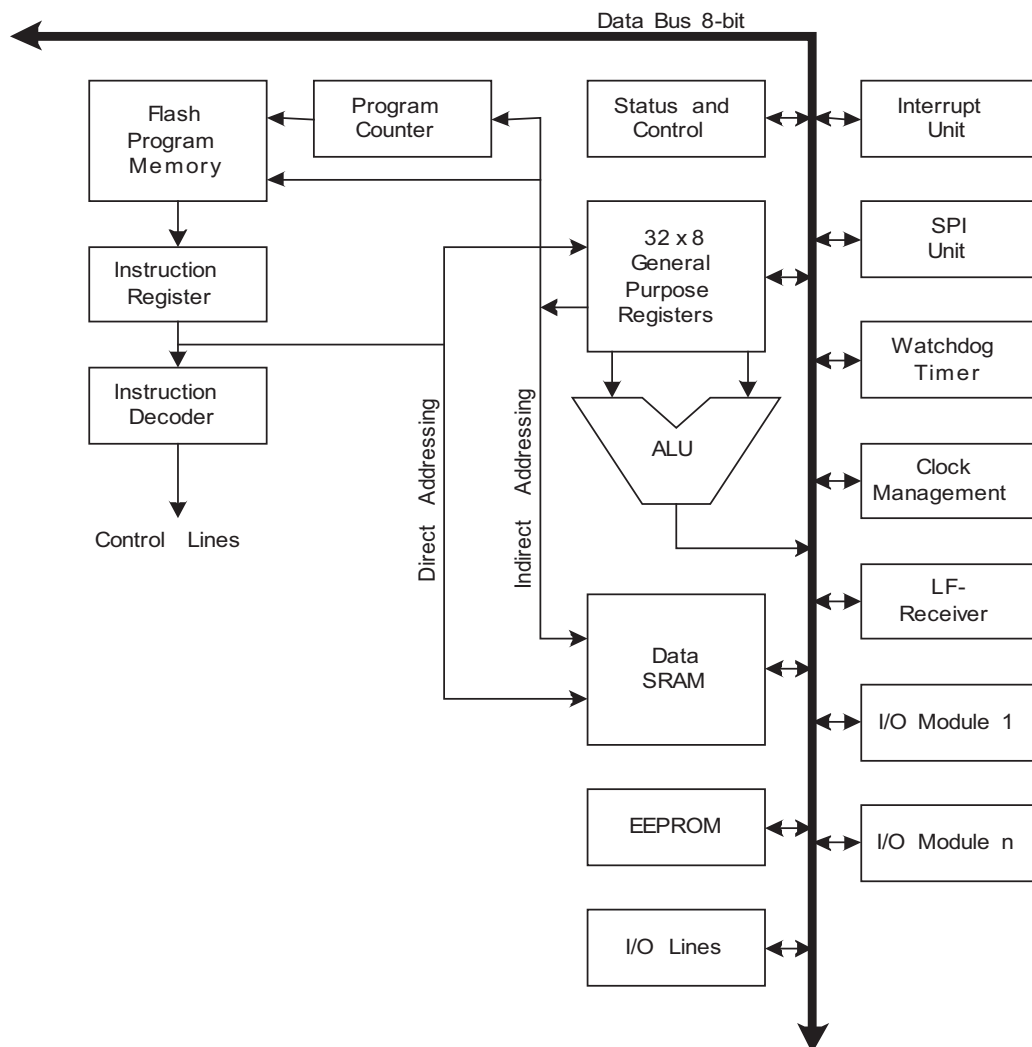 Data Bus 8-bit
Flash
Program
Memory
Program
Counter
Status and
Control
Interrupt
Unit
32 x 8
General
Purpose
Registers
SPI
Unit
Instruction
Register
Watchdog
Timer
Instruction
Decoder
ALU
Direct Addressing
Indirect Addressing
Clock
Management
Control Lines
LF-
Receiver
Data
SRAM
I/O Module 1
EEPROM
I/O Module n
I/O Lines